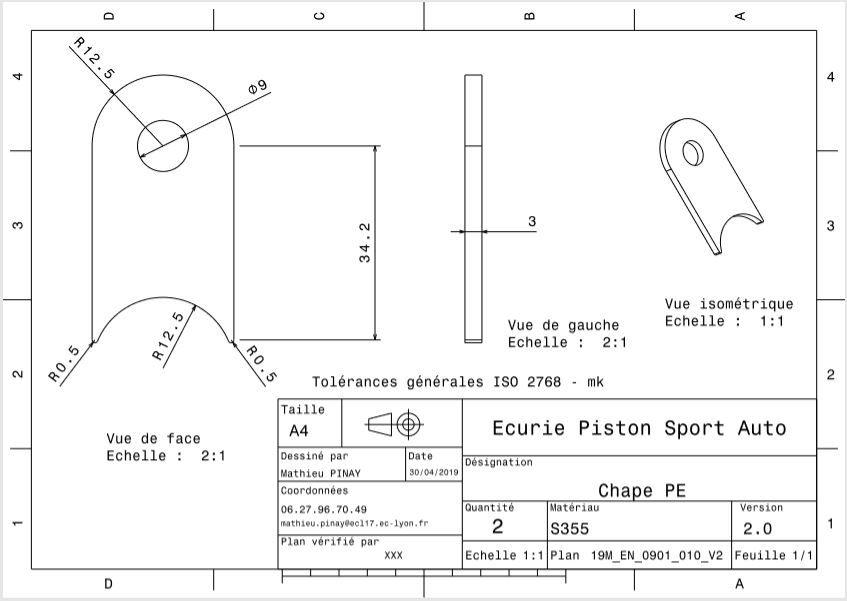 D C B A
4 4
R12.5
Ø9
3 3
34.2
3
R12.5
R0.5
R0.5
Vue isométrique
Echelle : 1:1
Vue de gauche
Echelle : 2:1
2 2
Tolérances générales ISO 2768 - mk
Vue de face
Echelle : 2:1
Taille
A4
Ecurie Piston Sport Auto
Dessiné par
Mathieu PINAY
Date
30/04/2019
Désignation
Chape PE
Coordonnées
06.27.96.70.49
mathieu.pinay@ecl17.ec-lyon.fr
Quantité
2
Matériau
S355
Version
2.0
1 1
Plan vérifié par
XXX
Echelle 1:1
Plan 19M_EN_0901_010_V2
Feuille 1/1
D A